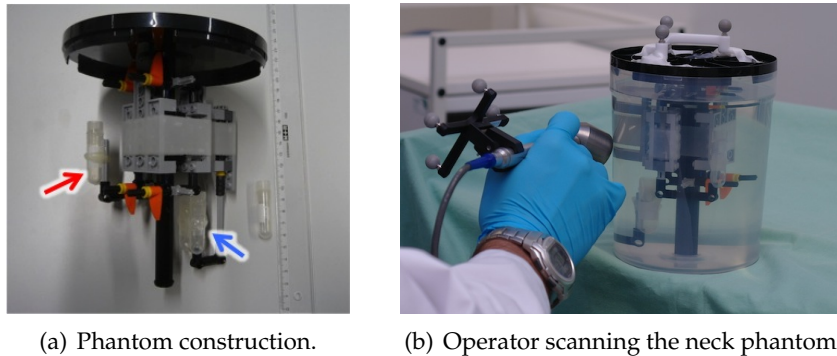 (a) Phantom construction.
(b) Operator scanning the neck phantom